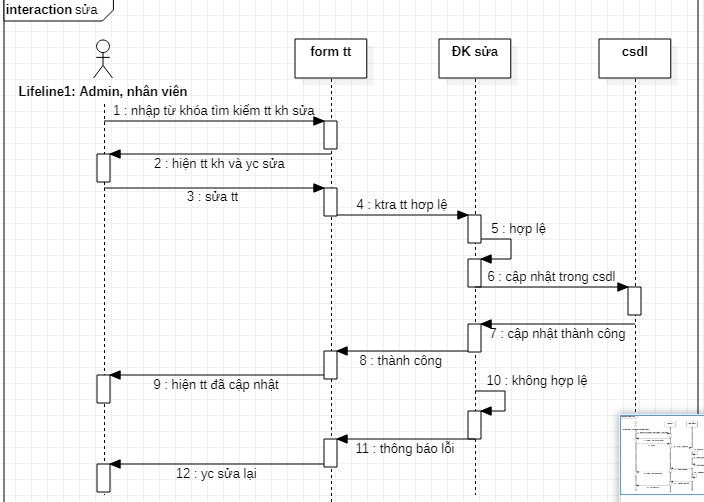 interaction sửa
form tt
ĐK sửa
csdl
Lifeline1: Admin, nhân viên
1 : nhập từ khóa tìm kiếm tt kh sửa
2 : hiện tt kh và yc sửa
3 : sửa tt
4 : ktra tt hợp lệ
5 : hợp lệ
6 : cập nhật trong csdl
7 : cập nhật thành công
8 : thành công
9 : hiện tt đã cập nhật
10 : không hợp lệ
11 : thông báo lỗi
12 : yc sửa lại